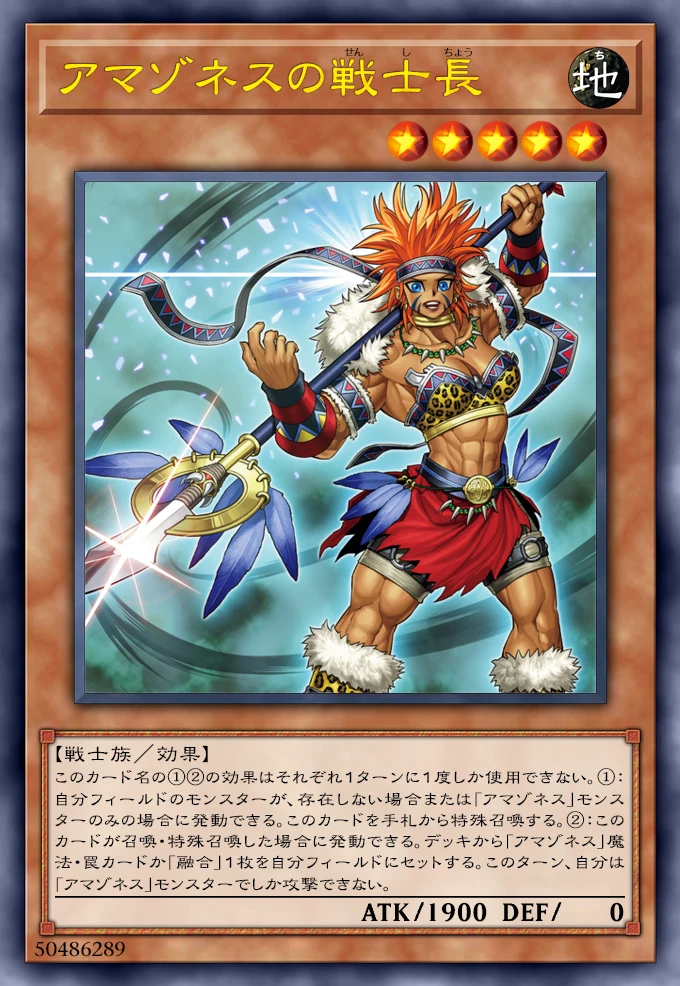 せん し ちょう
アマゾネスの戦士長
ち
地
【戦士族／効果】
このカード名の①②の効果はそれぞれ1ターンに1度しか使用できない。①：
自分フィールドのモンスターが、存在しない場合または「アマゾネス」モンス
ターのみの場合に発動できる。このカードを手札から特殊召喚する。②：この
カードが召喚・特殊召喚した場合に発動できる。デッキから「アマゾネス」魔
法・罠カードか「融合」1枚を自分フィールドにセットする。このターン、自分は
「アマゾネス」モンスターでしか攻撃できない。
ATK/1900 DEF/ 0
50486289